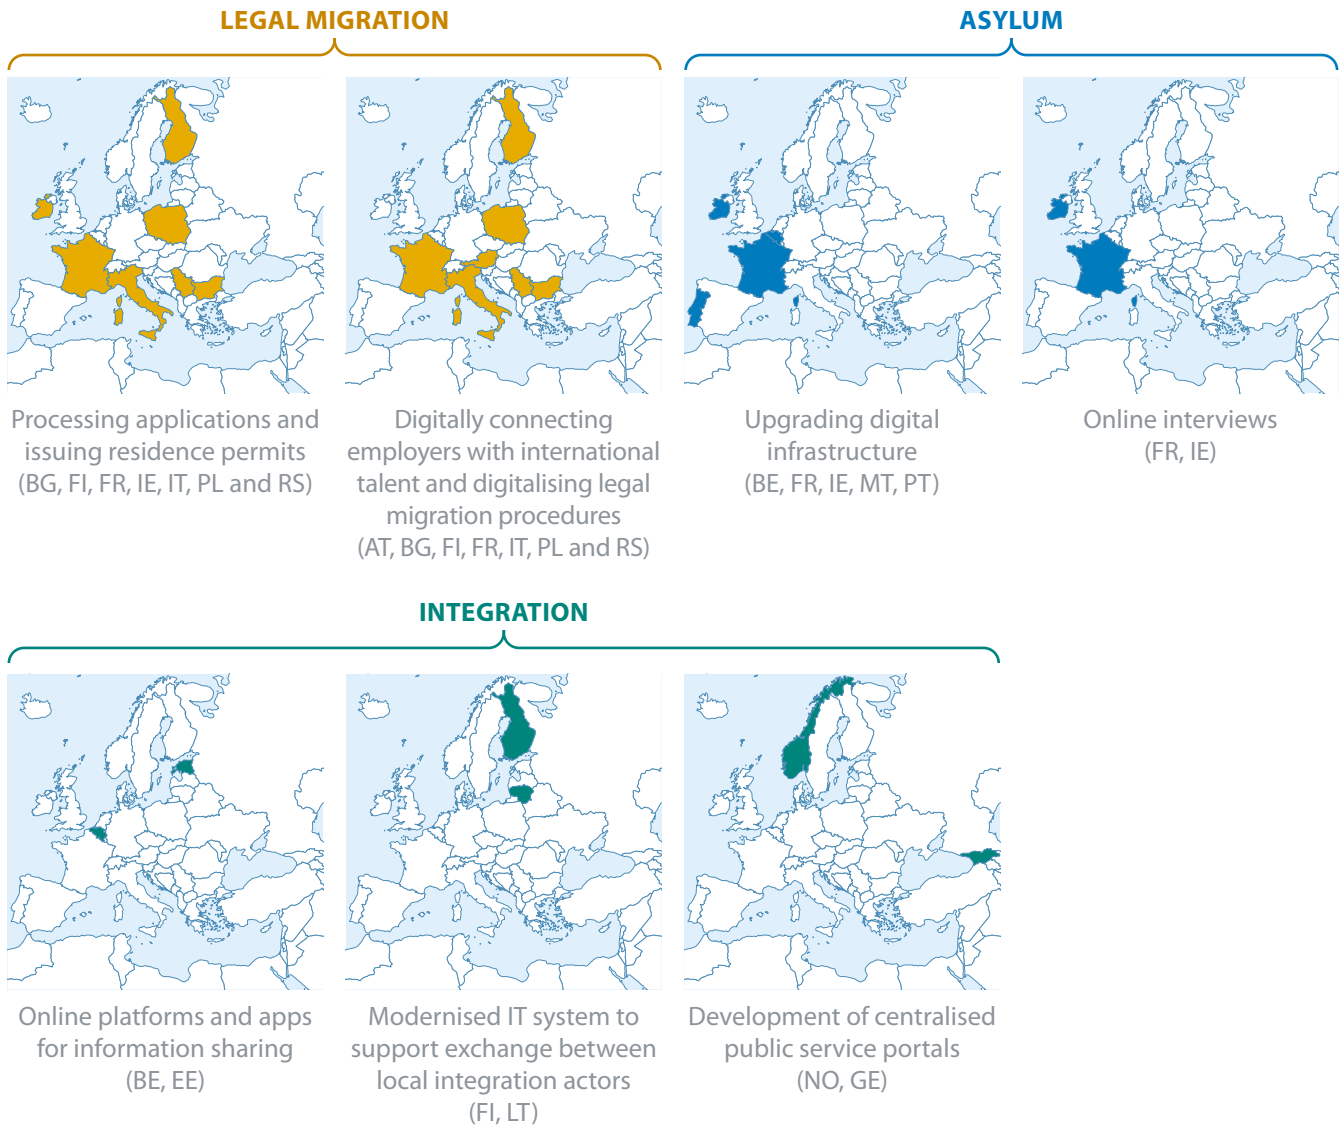 LEGAL MIGRATION
ASYLUM
Processing applications and
issuing residence permits
(BG, FI, FR, IE, IT, PL and RS)
Digitally connecting
employers with international
talent and digitalising legal
migration procedures
(AT, BG, FI, FR, IT, PL and RS)
Upgrading digital
infrastructure
(BE, FR, IE, MT, PT)
Online interviews
(FR, IE)
INTEGRATION
Online platforms and apps
for information sharing
(BE, EE)
Modernised IT system to
support exchange between
local integration actors
(FI, LT)
Development of centralised
public service portals
(NO, GE)